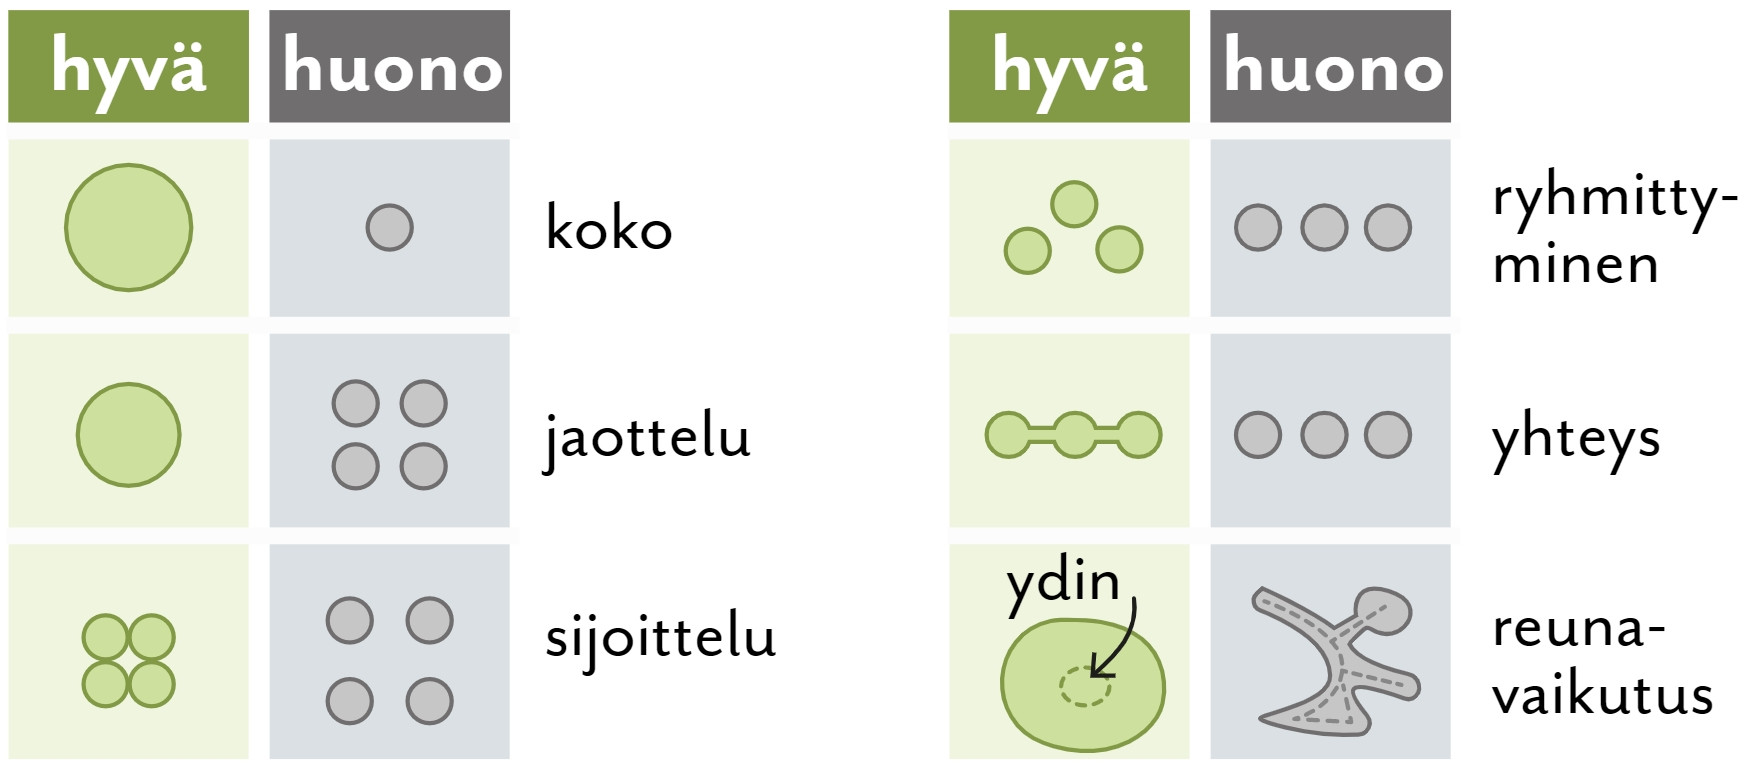 hyvä huono
koko
jaottelu
sijoittelu
hyvä huono
ryhmitty-
minen
yhteys
ydin
reuna-
vaikutus